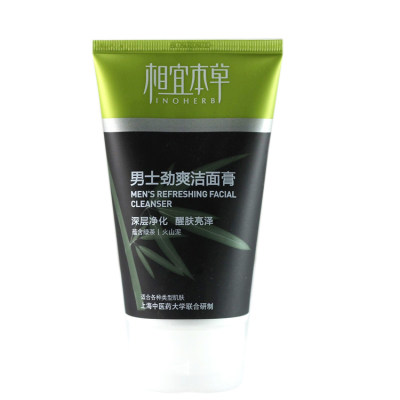 相宜本草
INOHERB
男士劲爽洁面膏
MEN'S REFRESHING FACIAL
CLEANSER
深层净化 醒肤亮泽
蕴含绿茶 | 火山泥
适合各种类型肌肤
上海中医药大学联合研制